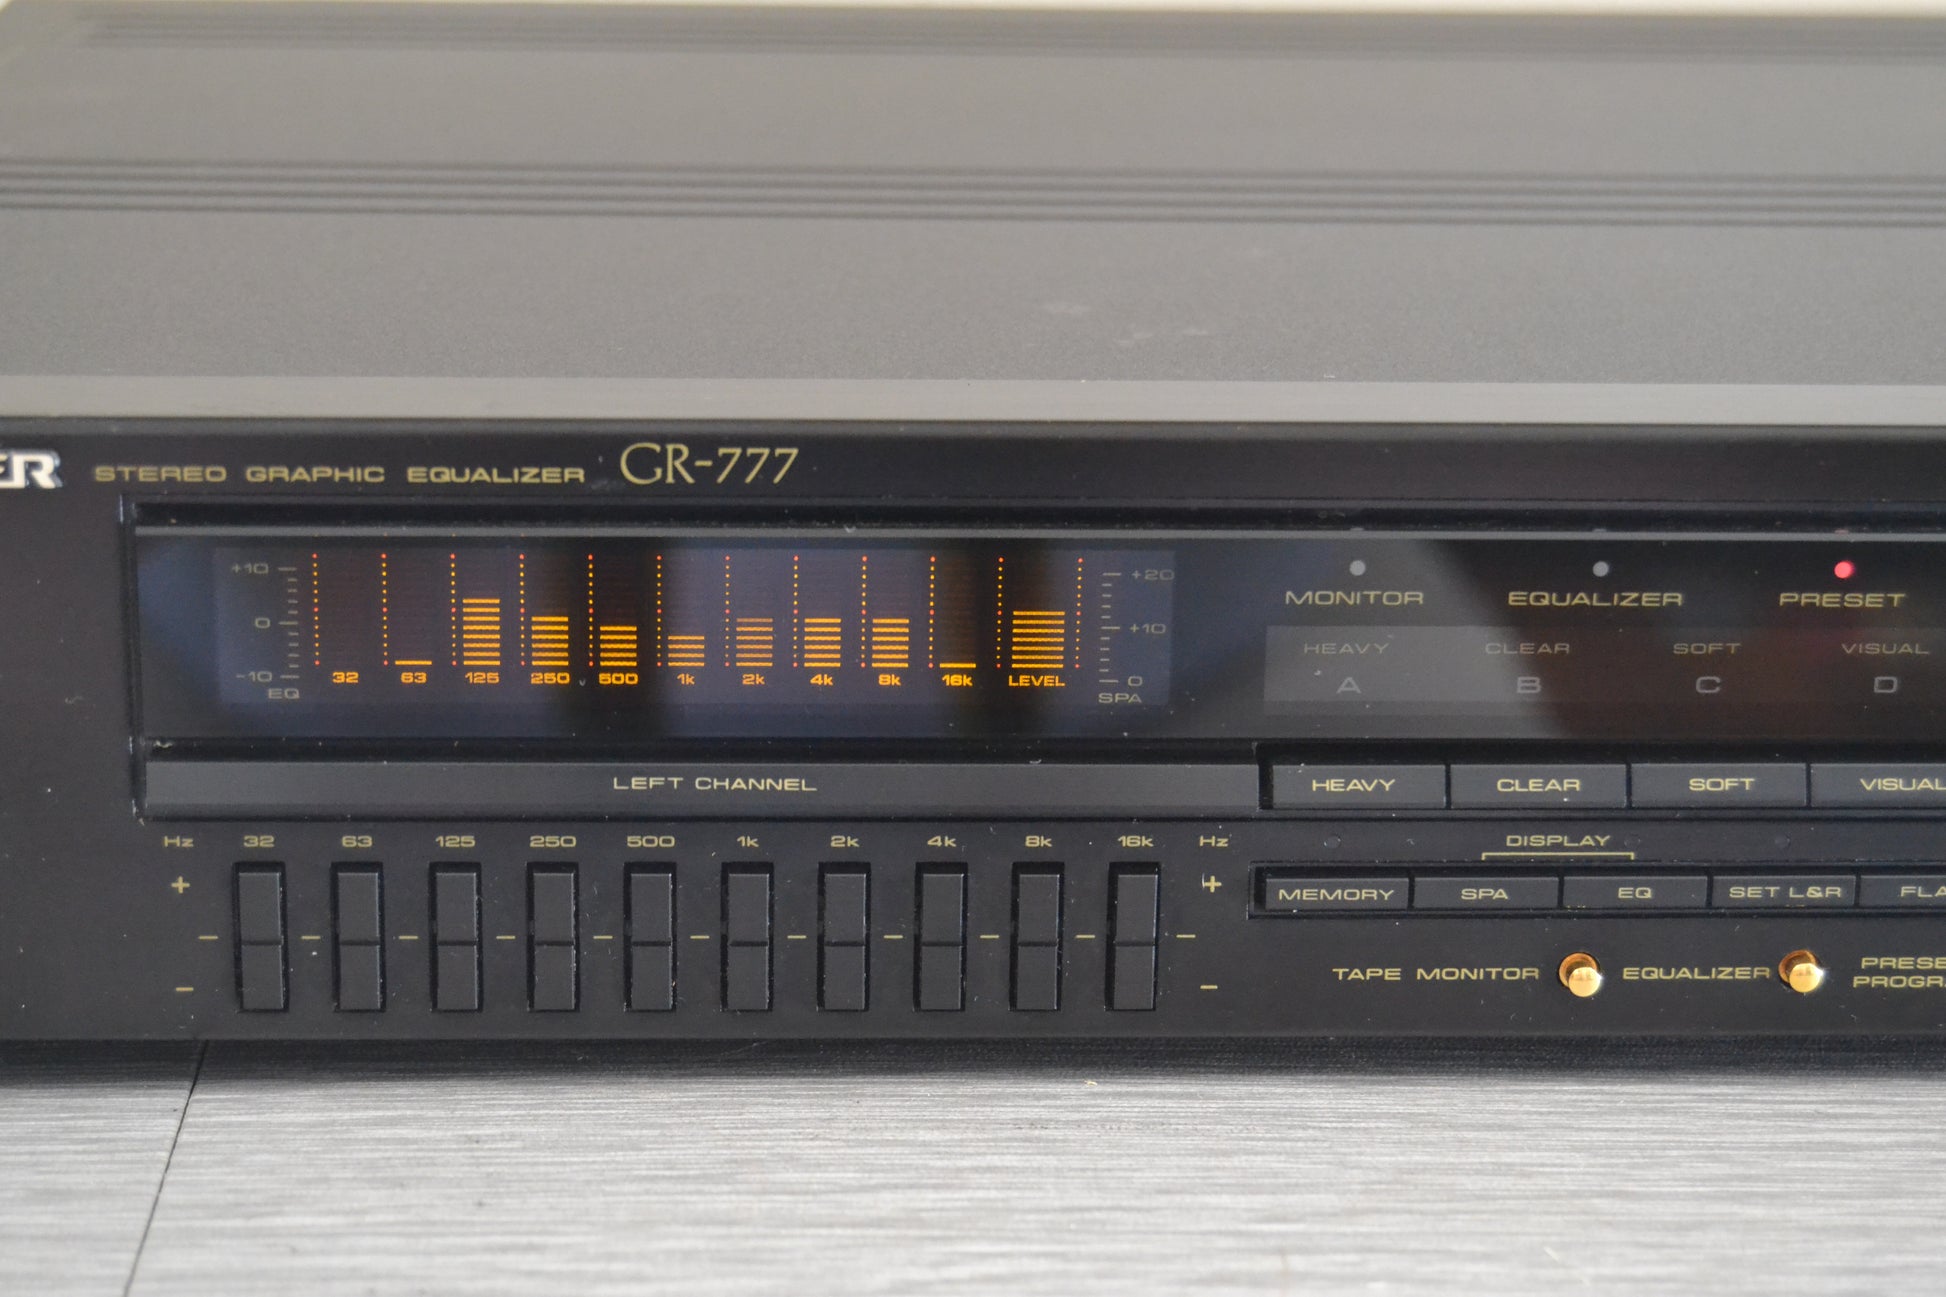 ER STEREO GRAPHIC EQUALIZER GR-777
+10
0
-10
EQ
32 63 125 250 500 1k 2k 4k 8k 16k LEVEL
+20
+10
0
SPA
MONITOR EQUALIZER PRESET
HEAVY CLEAR SOFT VISUAL
A B C D
LEFT CHANNEL
HEAVY CLEAR SOFT VISUAL
Hz 32 63 125 250 500 1k 2k 4k 8k 16k Hz
+ +
- -
DISPLAY
MEMORY SPA EQ SET L&R FLA
TAPE MONITOR EQUALIZER PRESE
PROGR